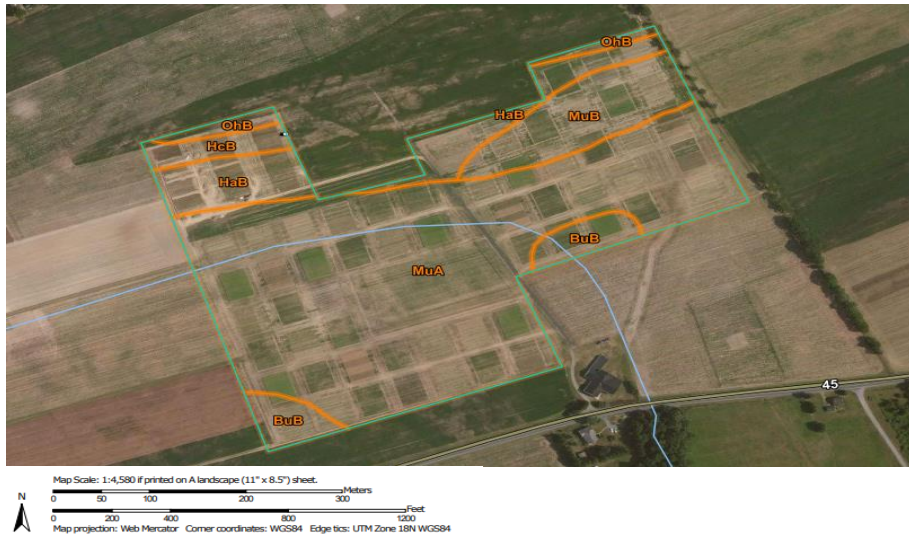 OhB
OhB
HaB
MuB
HcB
HaB
BuB
MuA
45
BuB
Map Scale: 1:4,580 if printed on A landscape (11" x 8.5") sheet.
Meters
0 50 100 200 300
N
Feet
0 200 400 800 1200
Map projection: Web Mercator Corner coordinates: WGS84 Edge tics: UTM Zone 18N WGS84